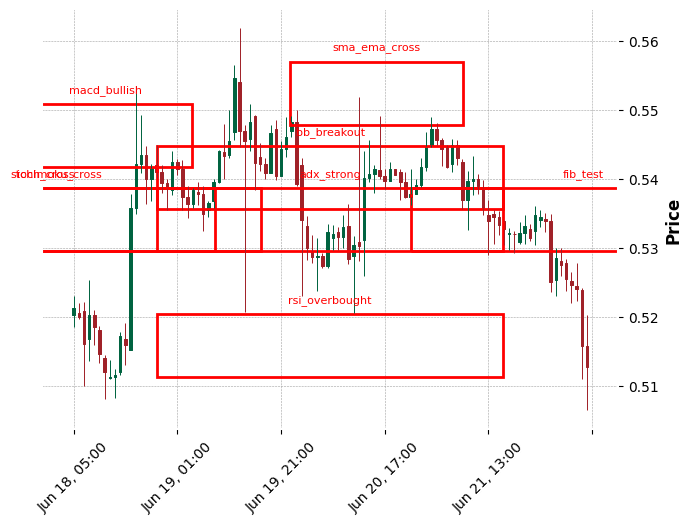 sma_ema_cross
0.56
macd_bullish
0.55
bb_breakout
adx_strong
fib_test
0.54
Price
0.53
rsi_overbought
0.52
0.51
Jun 18, 05:00
Jun 19, 01:00
Jun 19, 21:00
Jun 20, 17:00
Jun 21, 13:00